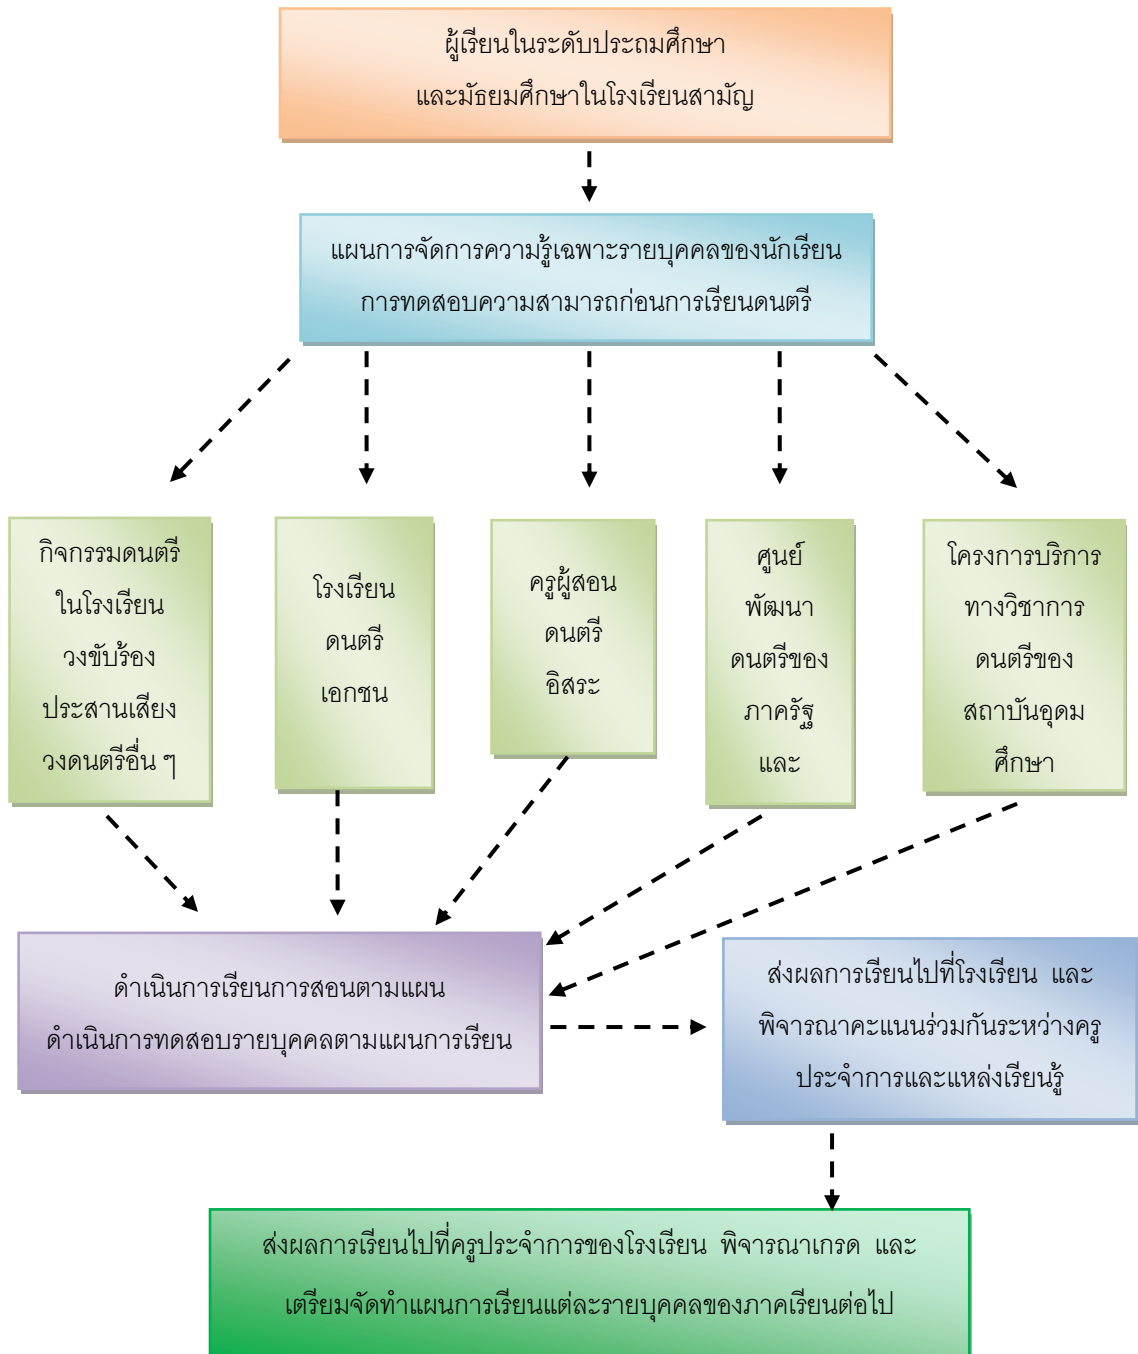 ผู้เรียนในระดับประถมศึกษา
และมัธยมศึกษาในโรงเรียนสามัญ
แผนการจัดการความรู้เฉพาะรายบุคคลของนักเรียน
การทดสอบความสามารถก่อนการเรียนดนตรี
กิจกรรมดนตรี
ในโรงเรียน
วงขับร้อง
ประสานเสียง
วงดนตรีอื่น ๆ
โรงเรียน
ดนตรี
เอกชน
ครูผู้สอน
ดนตรี
อิสระ
ศูนย์
พัฒนา
ดนตรีของ
ภาครัฐ
และ
โครงการบริการ
ทางวิชาการ
ดนตรีของ
สถาบันอุดม
ศึกษา
ดำเนินการเรียนการสอนตามแผน
ดำเนินการทดสอบรายบุคคลตามแผนการเรียน
ส่งผลการเรียนไปที่โรงเรียน และ
พิจารณาคะแนนร่วมกันระหว่างครู
ประจำการและแหล่งเรียนรู้
ส่งผลการเรียนไปที่ครูประจำการของโรงเรียน พิจารณาเกรด และ
เตรียมจัดทำแผนการเรียนแต่ละรายบุคคลของภาคเรียนต่อไป